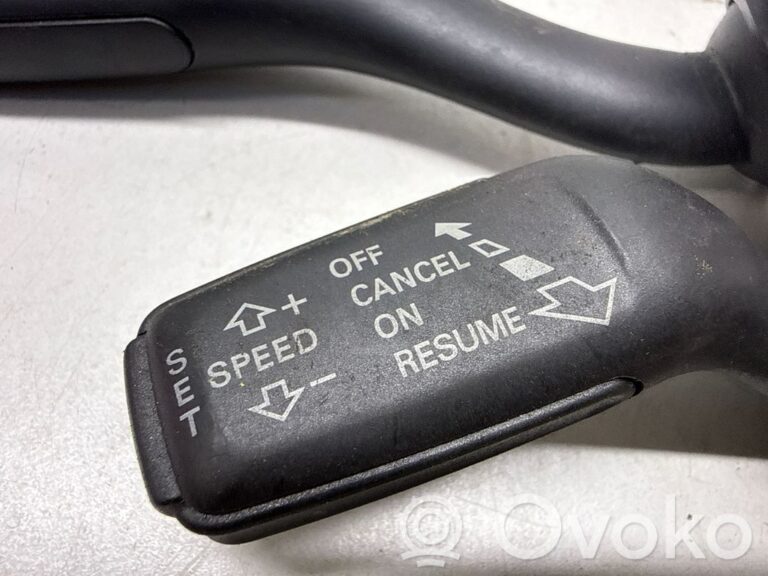 OFF
CANCEL
ON
RESUME
+
SPEED
-
SET
Ovoko